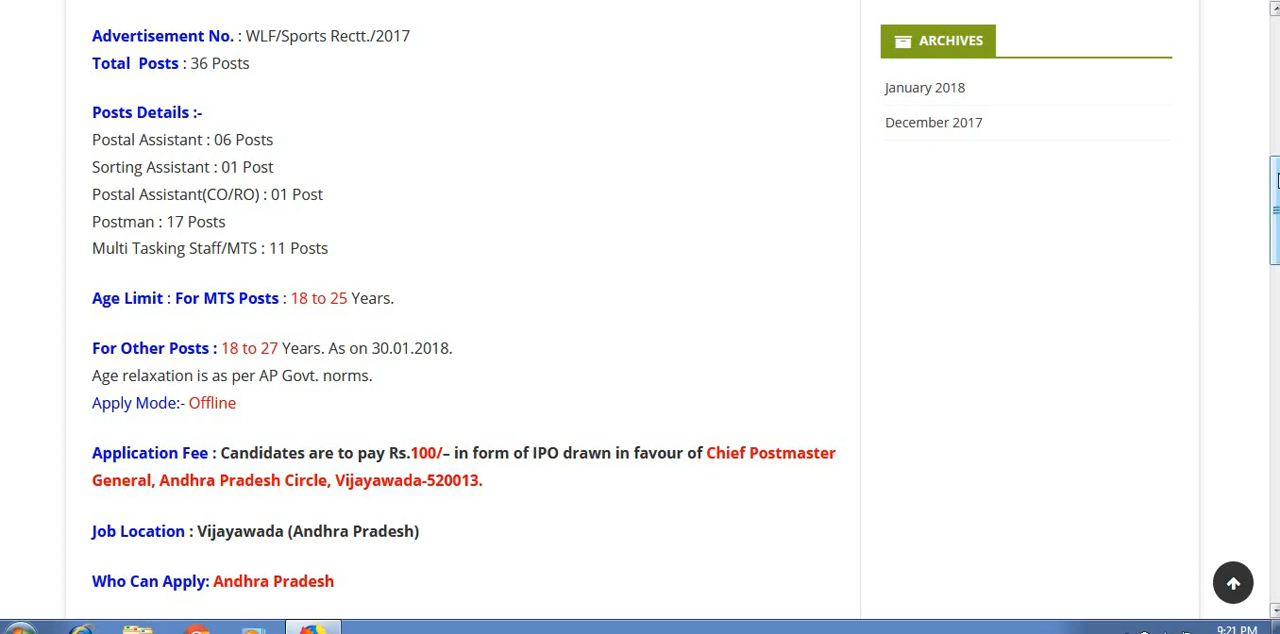 Advertisement No. : WLF/Sports Rectt./2017
Total Posts : 36 Posts
Posts Details :-
Postal Assistant : 06 Posts
Sorting Assistant : 01 Post
Postal Assistant(CO/RO) : 01 Post
Postman : 17 Posts
Multi Tasking Staff/MTS : 11 Posts
Age Limit : For MTS Posts : 18 to 25 Years.
For Other Posts : 18 to 27 Years. As on 30.01.2018.
Age relaxation is as per AP Govt. norms.
Apply Mode:- Offline
Application Fee : Candidates are to pay Rs.100/– in form of IPO drawn in favour of Chief Postmaster
General, Andhra Pradesh Circle, Vijayawada-520013.
Job Location : Vijayawada (Andhra Pradesh)
Who Can Apply: Andhra Pradesh
ARCHIVES
January 2018
December 2017
9:21 PM